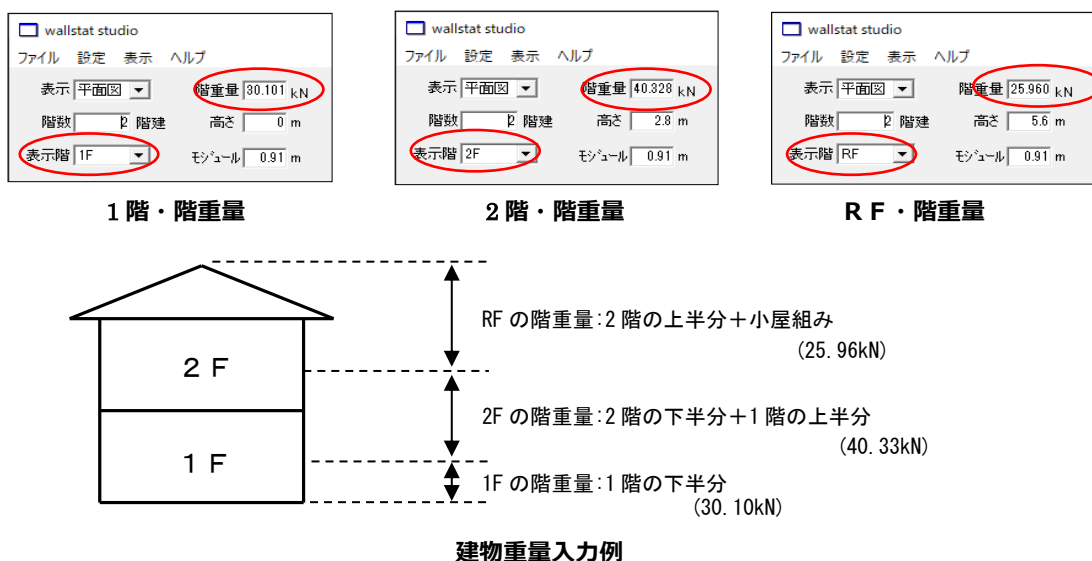 wallstat studio
ファイル 設定 表示 ヘルプ
表示 平面図 階重量 30.101 kN
階数 2 階建 高さ 0 m
表示階 1F モジュール 0.91 m
1階・階重量
wallstat studio
ファイル 設定 表示 ヘルプ
表示 平面図 階重量 40.328 kN
階数 2 階建 高さ 2.8 m
表示階 2F モジュール 0.91 m
2階・階重量
wallstat studio
ファイル 設定 表示 ヘルプ
表示 平面図 階重量 25.960 kN
階数 2 階建 高さ 5.6 m
表示階 RF モジュール 0.91 m
RF・階重量
2F
1F
RFの階重量:2階の上半分+小屋組み
(25.96kN)
2Fの階重量:2階の下半分+1階の上半分
(40.33kN)
1Fの階重量:1階の下半分
(30.10kN)
建物重量入力例